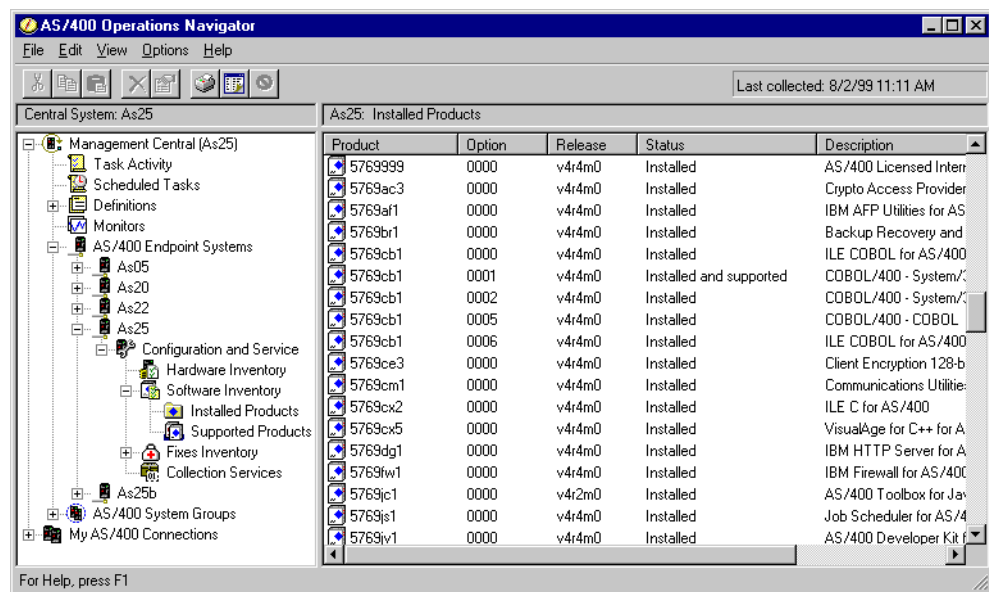 AS/400 Operations Navigator
File Edit View Options Help
Last collected: 8/2/99 11:11 AM
Central System: As25
As25: Installed Products
Management Central (As25)
Task Activity
Scheduled Tasks
Definitions
Monitors
AS/400 Endpoint Systems
As05
As20
As22
As25
Configuration and Service
Hardware Inventory
Software Inventory
Installed Products
Supported Products
Fixes Inventory
Collection Services
As25b
AS/400 System Groups
My AS/400 Connections
Product Option Release Status Description
5769999 0000 v4r4m0 Installed AS/400 Licensed Intern
5769ac3 0000 v4r4m0 Installed Crypto Access Provider
5769af1 0000 v4r4m0 Installed IBM AFP Utilities for AS
5769br1 0000 v4r4m0 Installed Backup Recovery and
5769cb1 0000 v4r4m0 Installed ILE COBOL for AS/400
5769cb1 0001 v4r4m0 Installed and supported COBOL/400 - System/3
5769cb1 0002 v4r4m0 Installed COBOL/400 - System/3
5769cb1 0005 v4r4m0 Installed COBOL/400 - COBOL
5769cb1 0006 v4r4m0 Installed ILE COBOL for AS/400
5769ce3 0000 v4r4m0 Installed Client Encryption 128-b
5769cm1 0000 v4r4m0 Installed Communications Utilitie
5769cx2 0000 v4r4m0 Installed ILE C for AS/400
5769cx5 0000 v4r4m0 Installed VisualAge for C++ for A
5769dg1 0000 v4r4m0 Installed IBM HTTP Server for A
5769fw1 0000 v4r4m0 Installed IBM Firewall for AS/400
5769jc1 0000 v4r2m0 Installed AS/400 Toolbox for Jav
5769js1 0000 v4r4m0 Installed Job Scheduler for AS/4
5769jv1 0000 v4r4m0 Installed AS/400 Developer Kit f
For Help, press F1